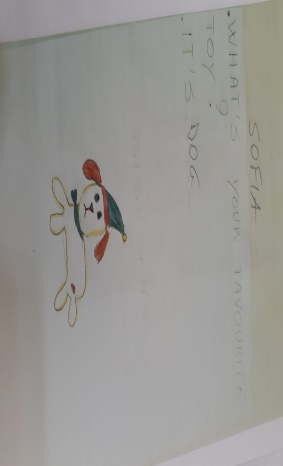 SOFIA
. WHAT'S YOUR FAVOURITE
TOY?
. IT'S DOG.